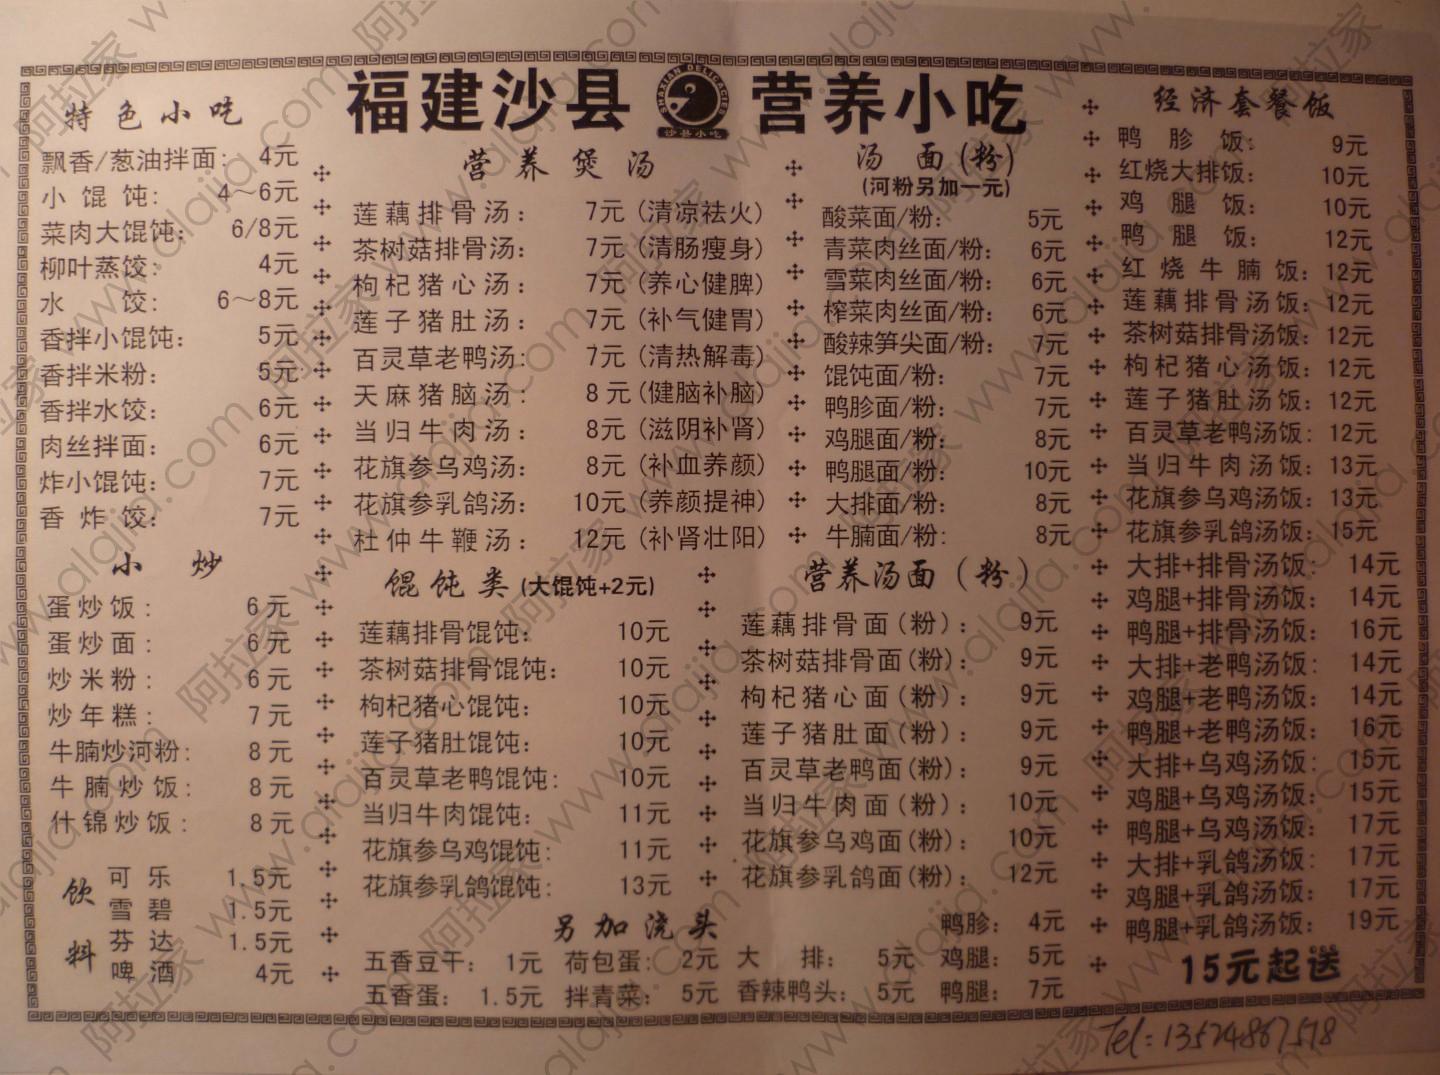 福建沙县 营养小吃
SHAXIAN DELICACIES
沙县小吃
特色小吃
飘香/葱油拌面: 4元
小馄饨: 4~6元
菜肉大馄饨: 6/8元
柳叶蒸饺: 4元
水饺: 6~8元
香拌小馄饨: 5元
香拌米粉: 5元
香拌水饺: 6元
肉丝拌面: 6元
炸小馄饨: 7元
香炸饺: 7元
小炒
蛋炒饭: 6元
蛋炒面: 6元
炒米粉: 6元
炒年糕: 7元
牛腩炒河粉: 8元
牛腩炒饭: 8元
什锦炒饭: 8元
饮料
可乐 1.5元
雪碧 1.5元
芬达 1.5元
啤酒 4元
营养煲汤
莲藕排骨汤: 7元 (清凉祛火)
茶树菇排骨汤: 7元 (清肠瘦身)
枸杞猪心汤: 7元 (养心健脾)
莲子猪肚汤: 7元 (补气健胃)
百灵草老鸭汤: 7元 (清热解毒)
天麻猪脑汤: 8元 (健脑补脑)
当归牛肉汤: 8元 (滋阴补肾)
花旗参乌鸡汤: 8元 (补血养颜)
花旗参乳鸽汤: 10元 (养颜提神)
杜仲牛鞭汤: 12元 (补肾壮阳)
馄饨类 (大馄饨+2元)
莲藕排骨馄饨: 10元
茶树菇排骨馄饨: 10元
枸杞猪心馄饨: 10元
莲子猪肚馄饨: 10元
百灵草老鸭馄饨: 10元
当归牛肉馄饨: 11元
花旗参乌鸡馄饨: 11元
花旗参乳鸽馄饨: 13元
汤面(粉)
(河粉另加一元)
酸菜面/粉: 5元
青菜肉丝面/粉: 6元
雪菜肉丝面/粉: 6元
榨菜肉丝面/粉: 6元
酸辣笋尖面/粉: 7元
馄饨面/粉: 7元
鸭胗面/粉: 7元
鸡腿面/粉: 8元
鸭腿面/粉: 10元
大排面/粉: 8元
牛腩面/粉: 8元
营养汤面(粉)
莲藕排骨面(粉): 9元
茶树菇排骨面(粉): 9元
枸杞猪心面(粉): 9元
莲子猪肚面(粉): 9元
百灵草老鸭面(粉): 9元
当归牛肉面(粉): 10元
花旗参乌鸡面(粉): 10元
花旗参乳鸽面(粉): 12元
另加浇头
鸭胗: 4元
五香豆干: 1元 荷包蛋: 2元 大排: 5元 鸡腿: 5元
五香蛋: 1.5元 拌青菜: 5元 香辣鸭头: 5元 鸭腿: 7元
经济套餐饭
鸭胗饭: 9元
红烧大排饭: 10元
鸡腿饭: 10元
鸭腿饭: 12元
红烧牛腩饭: 12元
莲藕排骨汤饭: 12元
茶树菇排骨汤饭: 12元
枸杞猪心汤饭: 12元
莲子猪肚汤饭: 12元
百灵草老鸭汤饭: 12元
当归牛肉汤饭: 13元
花旗参乌鸡汤饭: 13元
花旗参乳鸽汤饭: 15元
大排+排骨汤饭: 14元
鸡腿+排骨汤饭: 14元
鸭腿+排骨汤饭: 16元
大排+老鸭汤饭: 14元
鸡腿+老鸭汤饭: 14元
鸭腿+老鸭汤饭: 16元
大排+乌鸡汤饭: 15元
鸡腿+乌鸡汤饭: 15元
鸭腿+乌鸡汤饭: 17元
大排+乳鸽汤饭: 17元
鸡腿+乳鸽汤饭: 17元
鸭腿+乳鸽汤饭: 19元
15元起送
Tel: 13524867518
阿拉家 www.alajia.com